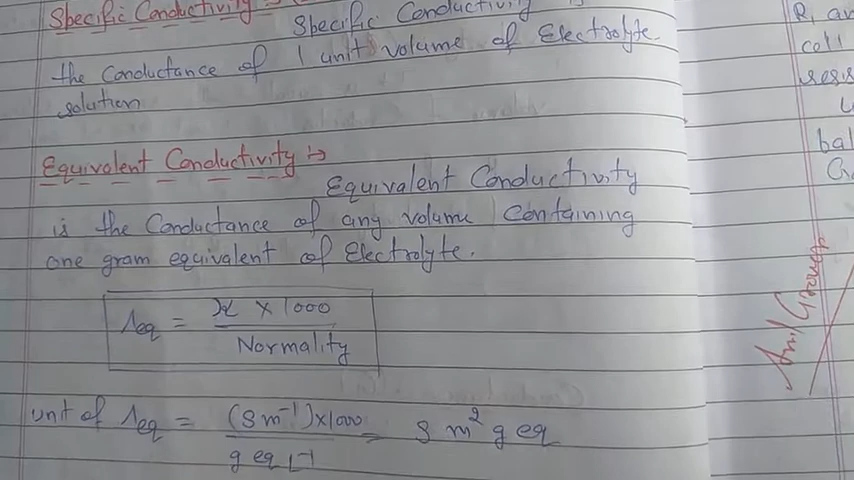 Specific Conductivity
Specific Conductivity
the Conductance of 1 unit volume of Electrolyte
solution
Equivalent Conductivity :→
Equivalent Conductivity
is the Conductance of any volume Containing
one gram equivalent of Electrolyte.
Λeq = ϰ × 1000
Normality
unit of Λeq = (S m⁻¹) × 1000 = S m² g eq
g eq L⁻¹
R, a
cell
resis
bal